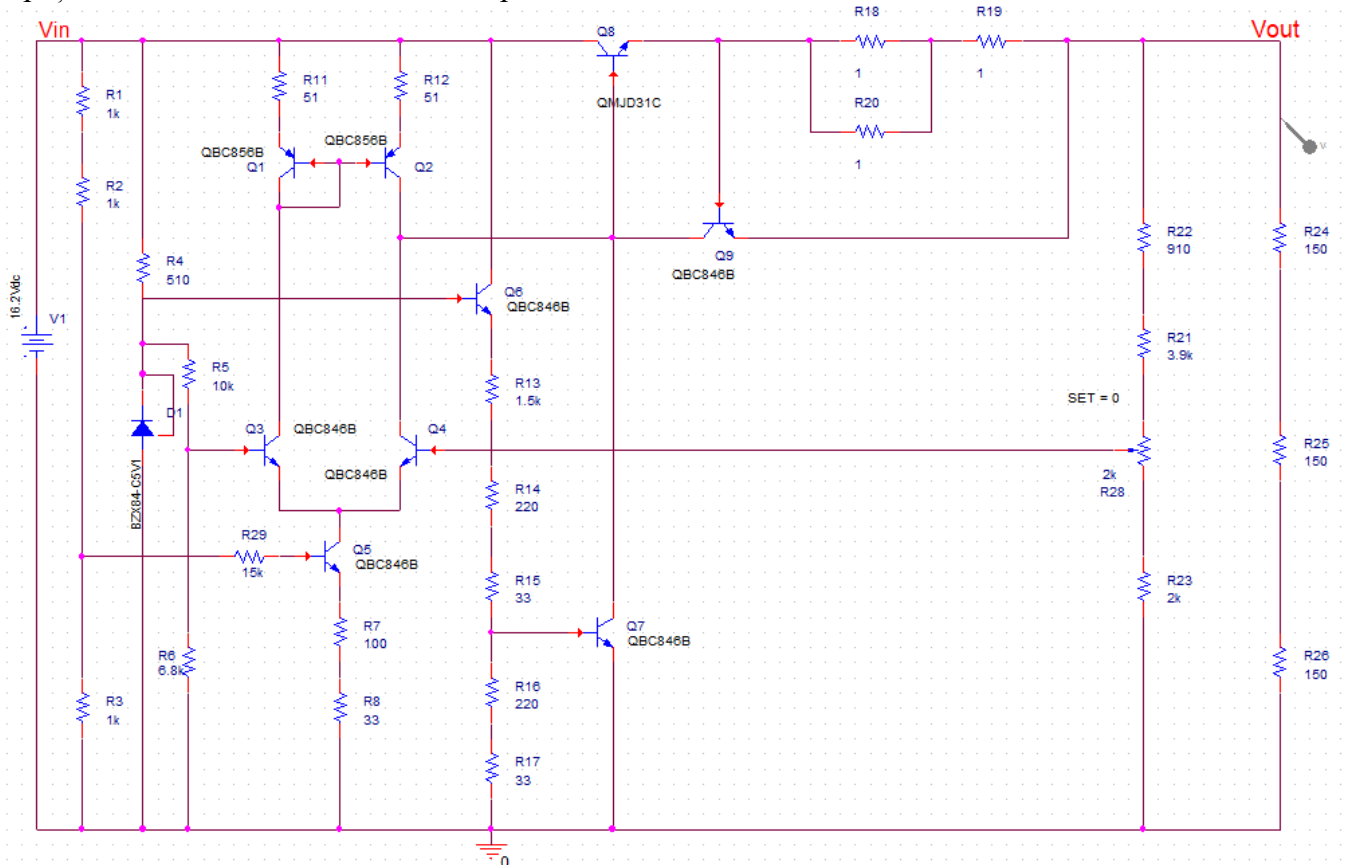 Vin
Vout
R18
1
R19
1
R20
1
Q8
QMJD31C
R11
51
R12
51
R1
1k
R2
1k
QBC856B
Q1
QBC856B
Q2
R4
510
Q9
QBC846B
R22
910
R24
150
16.2Vdc
V1
Q6
QBC846B
R21
3.9k
R5
10k
R13
1.5k
SET = 0
D1
BZX84-C5V1
Q3
QBC846B
Q4
QBC846B
2k
R28
R25
150
R14
220
R29
15k
Q5
QBC846B
R15
33
R23
2k
R7
100
Q7
QBC846B
R6
6.8k
R26
150
R3
1k
R8
33
R16
220
R17
33
0
V